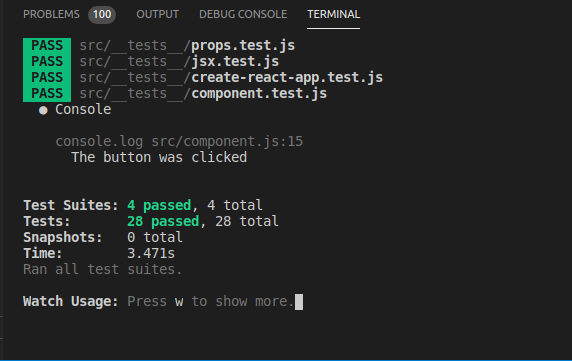 PROBLEMS 100 OUTPUT DEBUG CONSOLE TERMINAL
PASS src/__tests__/props.test.js
PASS src/__tests__/jsx.test.js
PASS src/__tests__/create-react-app.test.js
PASS src/__tests__/component.test.js
● Console
console.log src/component.js:15
The button was clicked
Test Suites: 4 passed, 4 total
Tests: 28 passed, 28 total
Snapshots: 0 total
Time: 3.471s
Ran all test suites.
Watch Usage: Press w to show more.